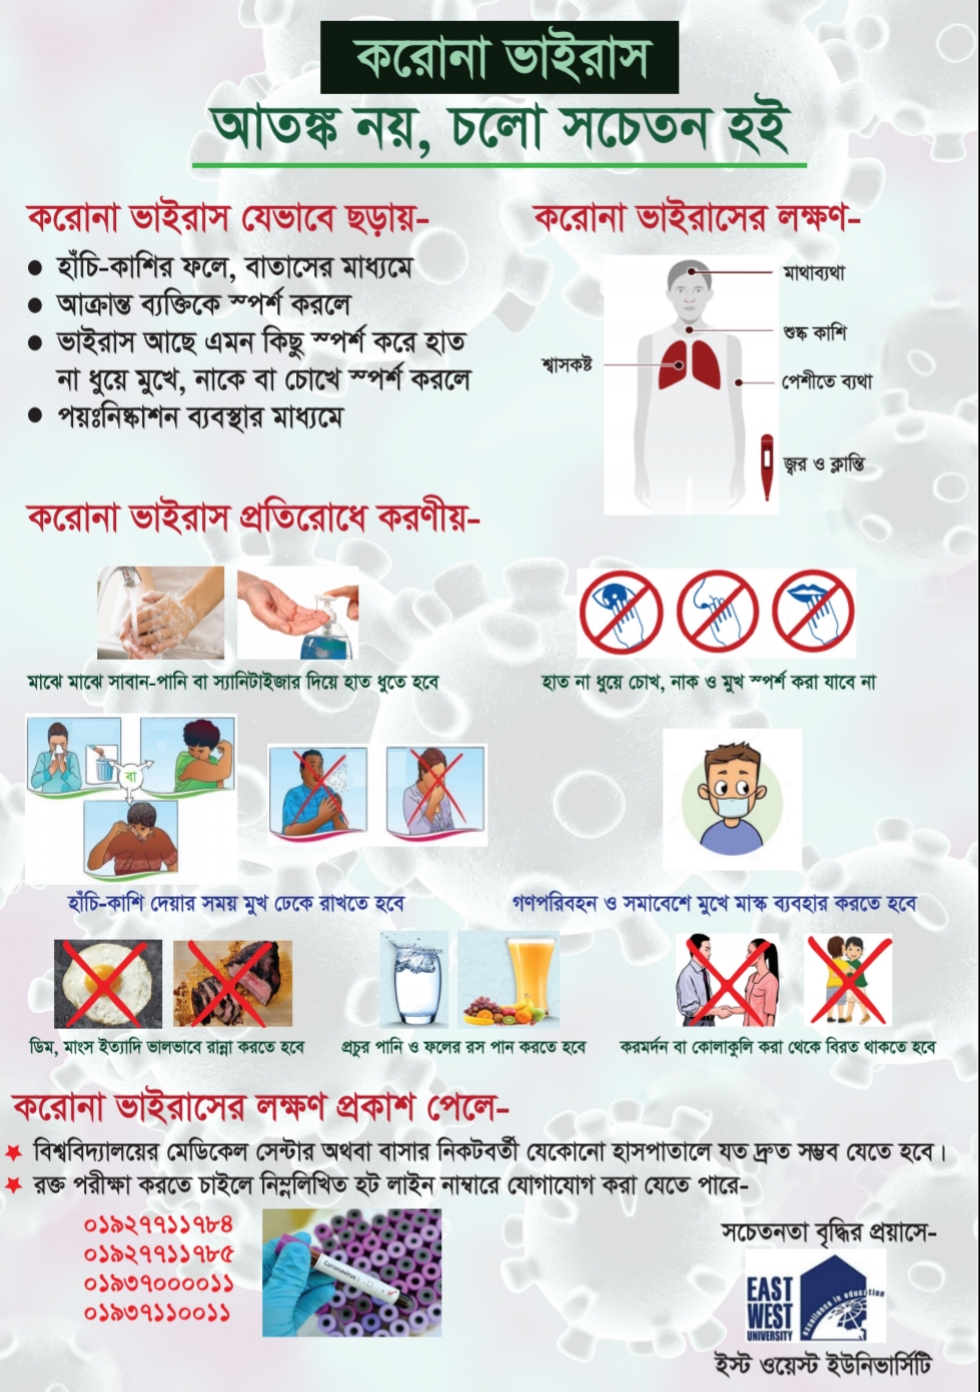 করোনা ভাইরাস
আতঙ্ক নয়, চলো সচেতন হই
করোনা ভাইরাস যেভাবে ছড়ায়-
● হাঁচি-কাশির ফলে, বাতাসের মাধ্যমে
● আক্রান্ত ব্যক্তিকে স্পর্শ করলে
● ভাইরাস আছে এমন কিছু স্পর্শ করে হাত
না ধুয়ে মুখে, নাকে বা চোখে স্পর্শ করলে
● পয়ঃনিষ্কাশন ব্যবস্থার মাধ্যমে
করোনা ভাইরাসের লক্ষণ-
মাথাব্যথা
শুষ্ক কাশি
শ্বাসকষ্ট
পেশীতে ব্যথা
জ্বর ও ক্লান্তি
করোনা ভাইরাস প্রতিরোধে করণীয়-
মাঝে মাঝে সাবান-পানি বা স্যানিটাইজার দিয়ে হাত ধুতে হবে
হাত না ধুয়ে চোখ, নাক ও মুখ স্পর্শ করা যাবে না
বা
হাঁচি-কাশি দেয়ার সময় মুখ ঢেকে রাখতে হবে
গণপরিবহন ও সমাবেশে মুখে মাস্ক ব্যবহার করতে হবে
ডিম, মাংস ইত্যাদি ভালভাবে রান্না করতে হবে
প্রচুর পানি ও ফলের রস পান করতে হবে
করমর্দন বা কোলাকুলি করা থেকে বিরত থাকতে হবে
করোনা ভাইরাসের লক্ষণ প্রকাশ পেলে-
★ বিশ্ববিদ্যালয়ের মেডিকেল সেন্টার অথবা বাসার নিকটবর্তী যেকোনো হাসপাতালে যত দ্রুত সম্ভব যেতে হবে।
★ রক্ত পরীক্ষা করতে চাইলে নিম্নলিখিত হট লাইন নাম্বারে যোগাযোগ করা যেতে পারে-
০১৯২৭৭১১৭৮৪
০১৯২৭৭১১৭৮৫
০১৯৩৭০০০০১১
০১৯৩৭১১০০১১
Coronavirus
সচেতনতা বৃদ্ধির প্রয়াসে-
EAST
WEST
UNIVERSITY
excellence in education
ইস্ট ওয়েস্ট ইউনিভার্সিটি